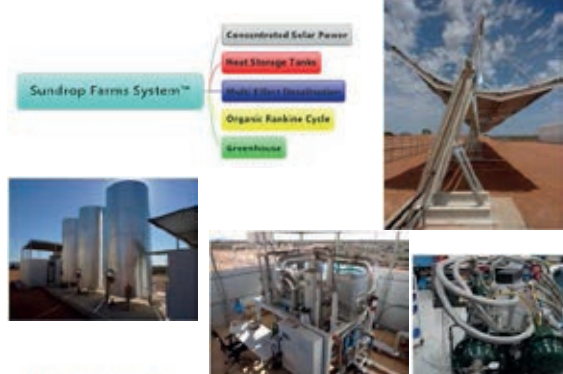 Sundrop Farms System™
Concentrated Solar Power
Heat Storage Tanks
Multi Effect Desalination
Organic Rankine Cycle
Greenhouse